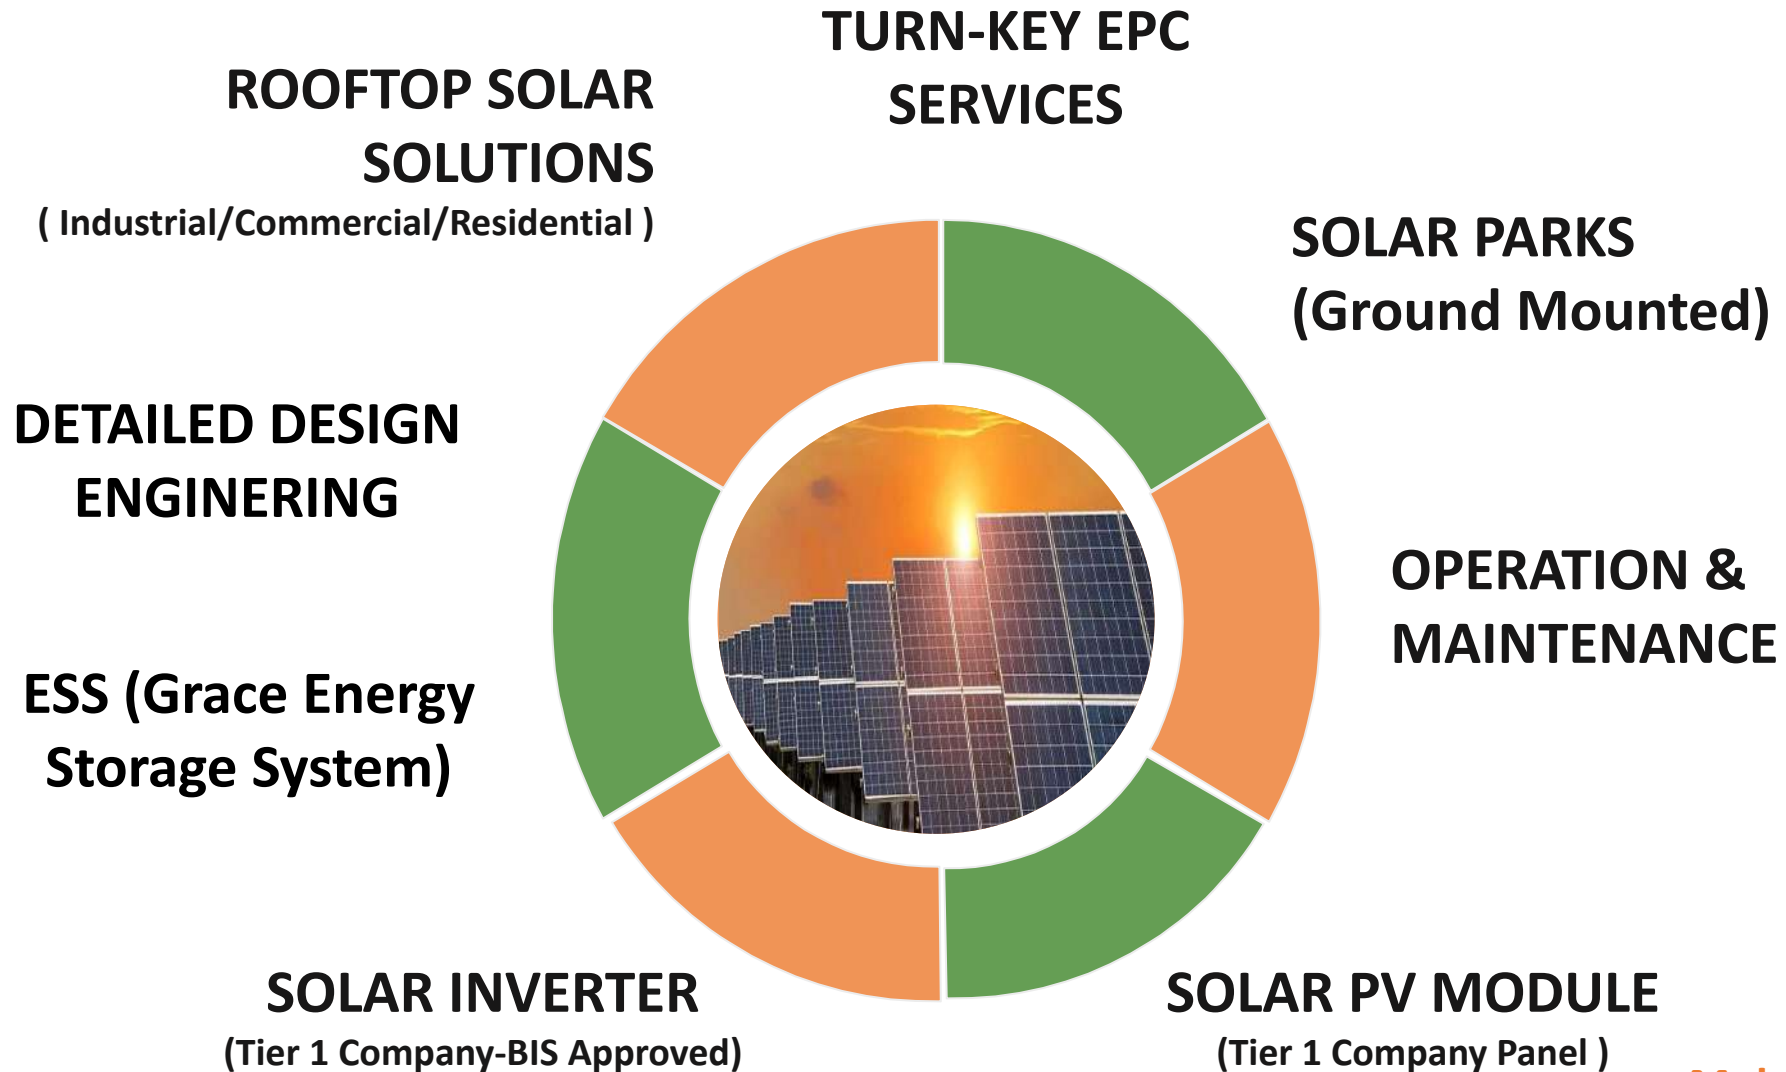 TURN-KEY EPC
SERVICES
ROOFTOP SOLAR
SOLUTIONS
( Industrial/Commercial/Residential )
SOLAR PARKS
(Ground Mounted)
DETAILED DESIGN
ENGINERING
OPERATION &
MAINTENANCE
ESS (Grace Energy
Storage System)
SOLAR INVERTER
(Tier 1 Company-BIS Approved)
SOLAR PV MODULE
(Tier 1 Company Panel )